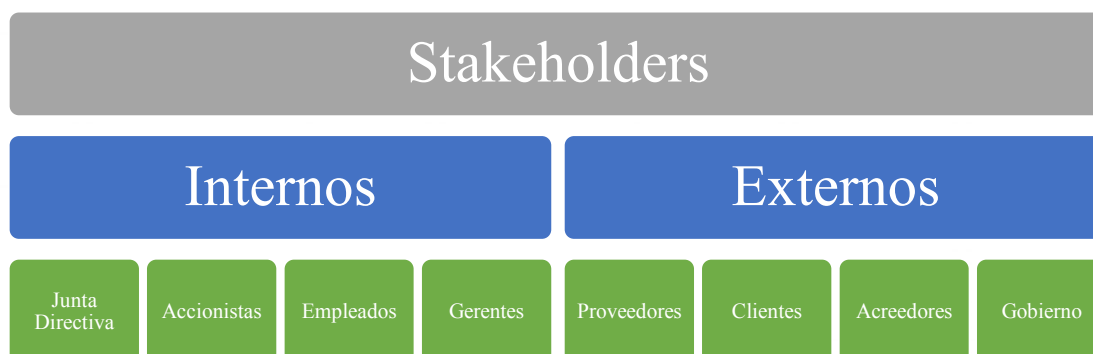 Stakeholders
Internos
Externos
Junta
Directiva
Accionistas
Empleados
Gerentes
Proveedores
Clientes
Acreedores
Gobierno